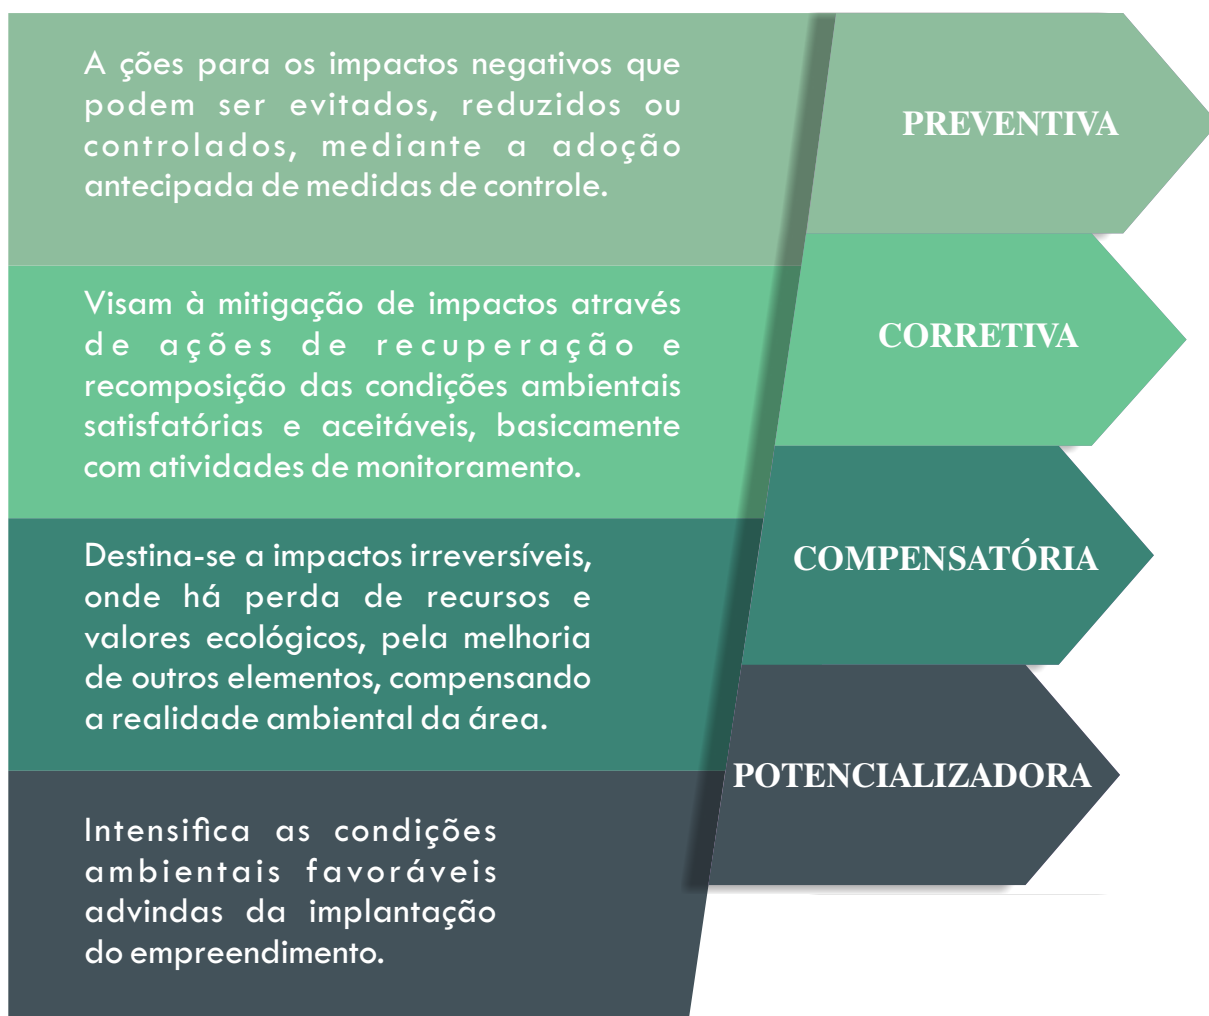 A ções para os impactos negativos que
podem ser evitados, reduzidos ou
controlados, mediante a adoção
antecipada de medidas de controle.
PREVENTIVA
Visam à mitigação de impactos através
de ações de recuperação e
recomposição das condições ambientais
satisfatórias e aceitáveis, basicamente
com atividades de monitoramento.
CORRETIVA
Destina-se a impactos irreversíveis,
onde há perda de recursos e
valores ecológicos, pela melhoria
de outros elementos, compensando
a realidade ambiental da área.
COMPENSATÓRIA
Intensifica as condições
ambientais favoráveis
advindas da implantação
do empreendimento.
POTENCIALIZADORA